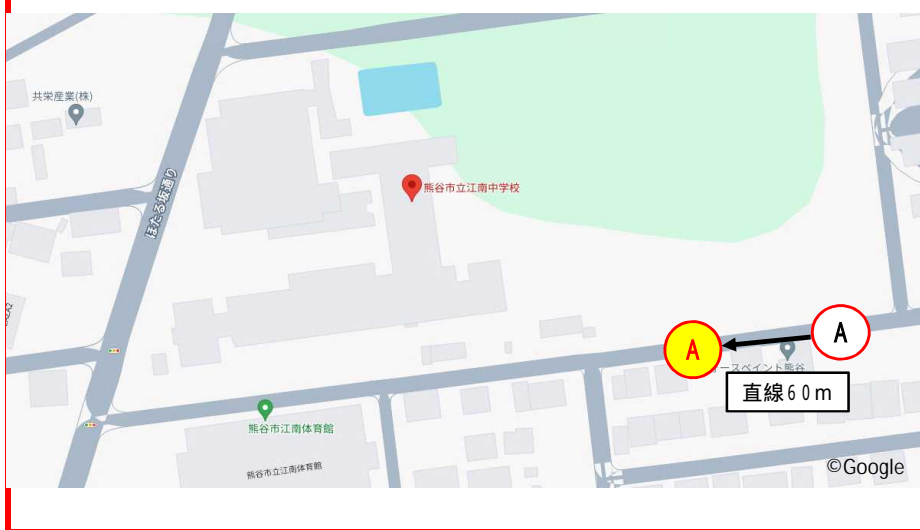 共栄産業(株)
ほたる坂通り
熊谷市立江南中学校
A
A
ースペイント熊谷
直線60m
熊谷市江南体育館
熊谷市立江南体育館
©Google